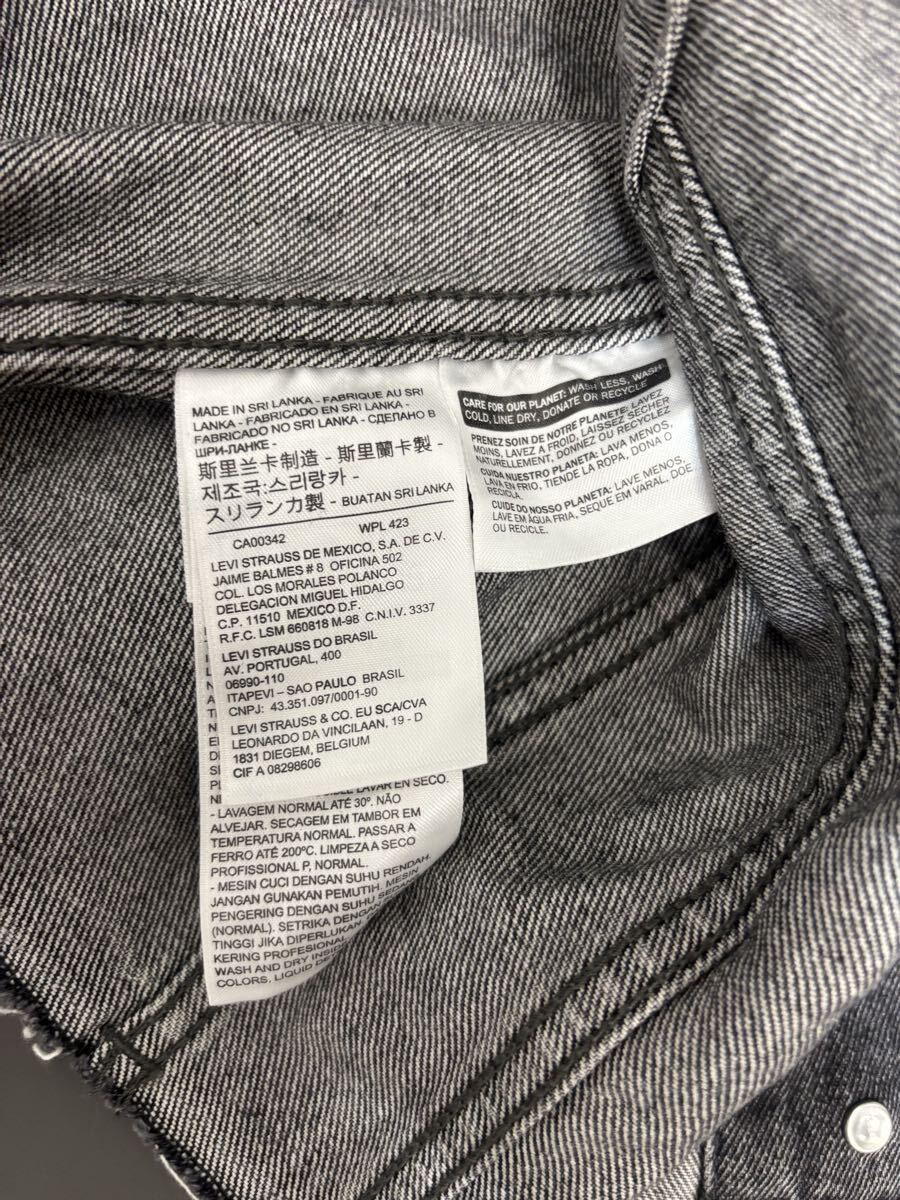 MADE IN SRI LANKA - FABRIQUE AU SRI
LANKA - FABRICADO EN SRI LANKA -
FABRICADO NO SRI LANKA - СДЕЛАНО В
ШРИ-ЛАНКЕ -
斯里兰卡制造 - 斯里蘭卡製 -
제조국:스리랑카 -
スリランカ製 - BUATAN SRI LANKA
CA00342 WPL 423
LEVI STRAUSS DE MEXICO, S.A. DE C.V.
JAIME BALMES # 8 OFICINA 502
COL. LOS MORALES POLANCO
DELEGACION MIGUEL HIDALGO
C.P. 11510 MEXICO D.F.
R.F.C. LSM 660818 M-98 C.N.I.V. 3337
LEVI STRAUSS DO BRASIL
AV. PORTUGAL, 400
06990-110
ITAPEVI – SAO PAULO BRASIL
CNPJ: 43.351.097/0001-90
LEVI STRAUSS & CO. EU SCA/CVA
LEONARDO DA VINCILAAN, 19 - D
1831 DIEGEM, BELGIUM
CIF A 08298606
LAVAR EN SECO.
- LAVAGEM NORMAL ATÉ 30º. NÃO
ALVEJAR. SECAGEM EM TAMBOR EM
TEMPERATURA NORMAL. PASSAR A
FERRO ATÉ 200ºC. LIMPEZA A SECO
PROFISSIONAL P, NORMAL.
- MESIN CUCI DENGAN SUHU RENDAH.
JANGAN GUNAKAN PEMUTIH. MESIN
PENGERING DENGAN SUHU SEDANG
(NORMAL). SETRIKA DENGAN
TINGGI JIKA DIPERLUKAN
KERING PROFESIONAL
WASH AND DRY
COLORS, LIQUID
CARE FOR OUR PLANET: WASH LESS, WASH
COLD, LINE DRY, DONATE OR RECYCLE
PRENEZ SOIN DE NOTRE PLANETE: LAVEZ
MOINS, LAVEZ A FROID, LAISSEZ SECHER
NATURELLEMENT, DONNEZ OU RECYCLEZ
CUIDA NUESTRO PLANETA: LAVA MENOS,
LAVA EN FRIO, TIENDE LA ROPA, DONA O
RECICLA.
CUIDE DO NOSSO PLANETA: LAVE MENOS,
LAVE EM ÁGUA FRIA, SEQUE EM VARAL, DOE
OU RECICLE.